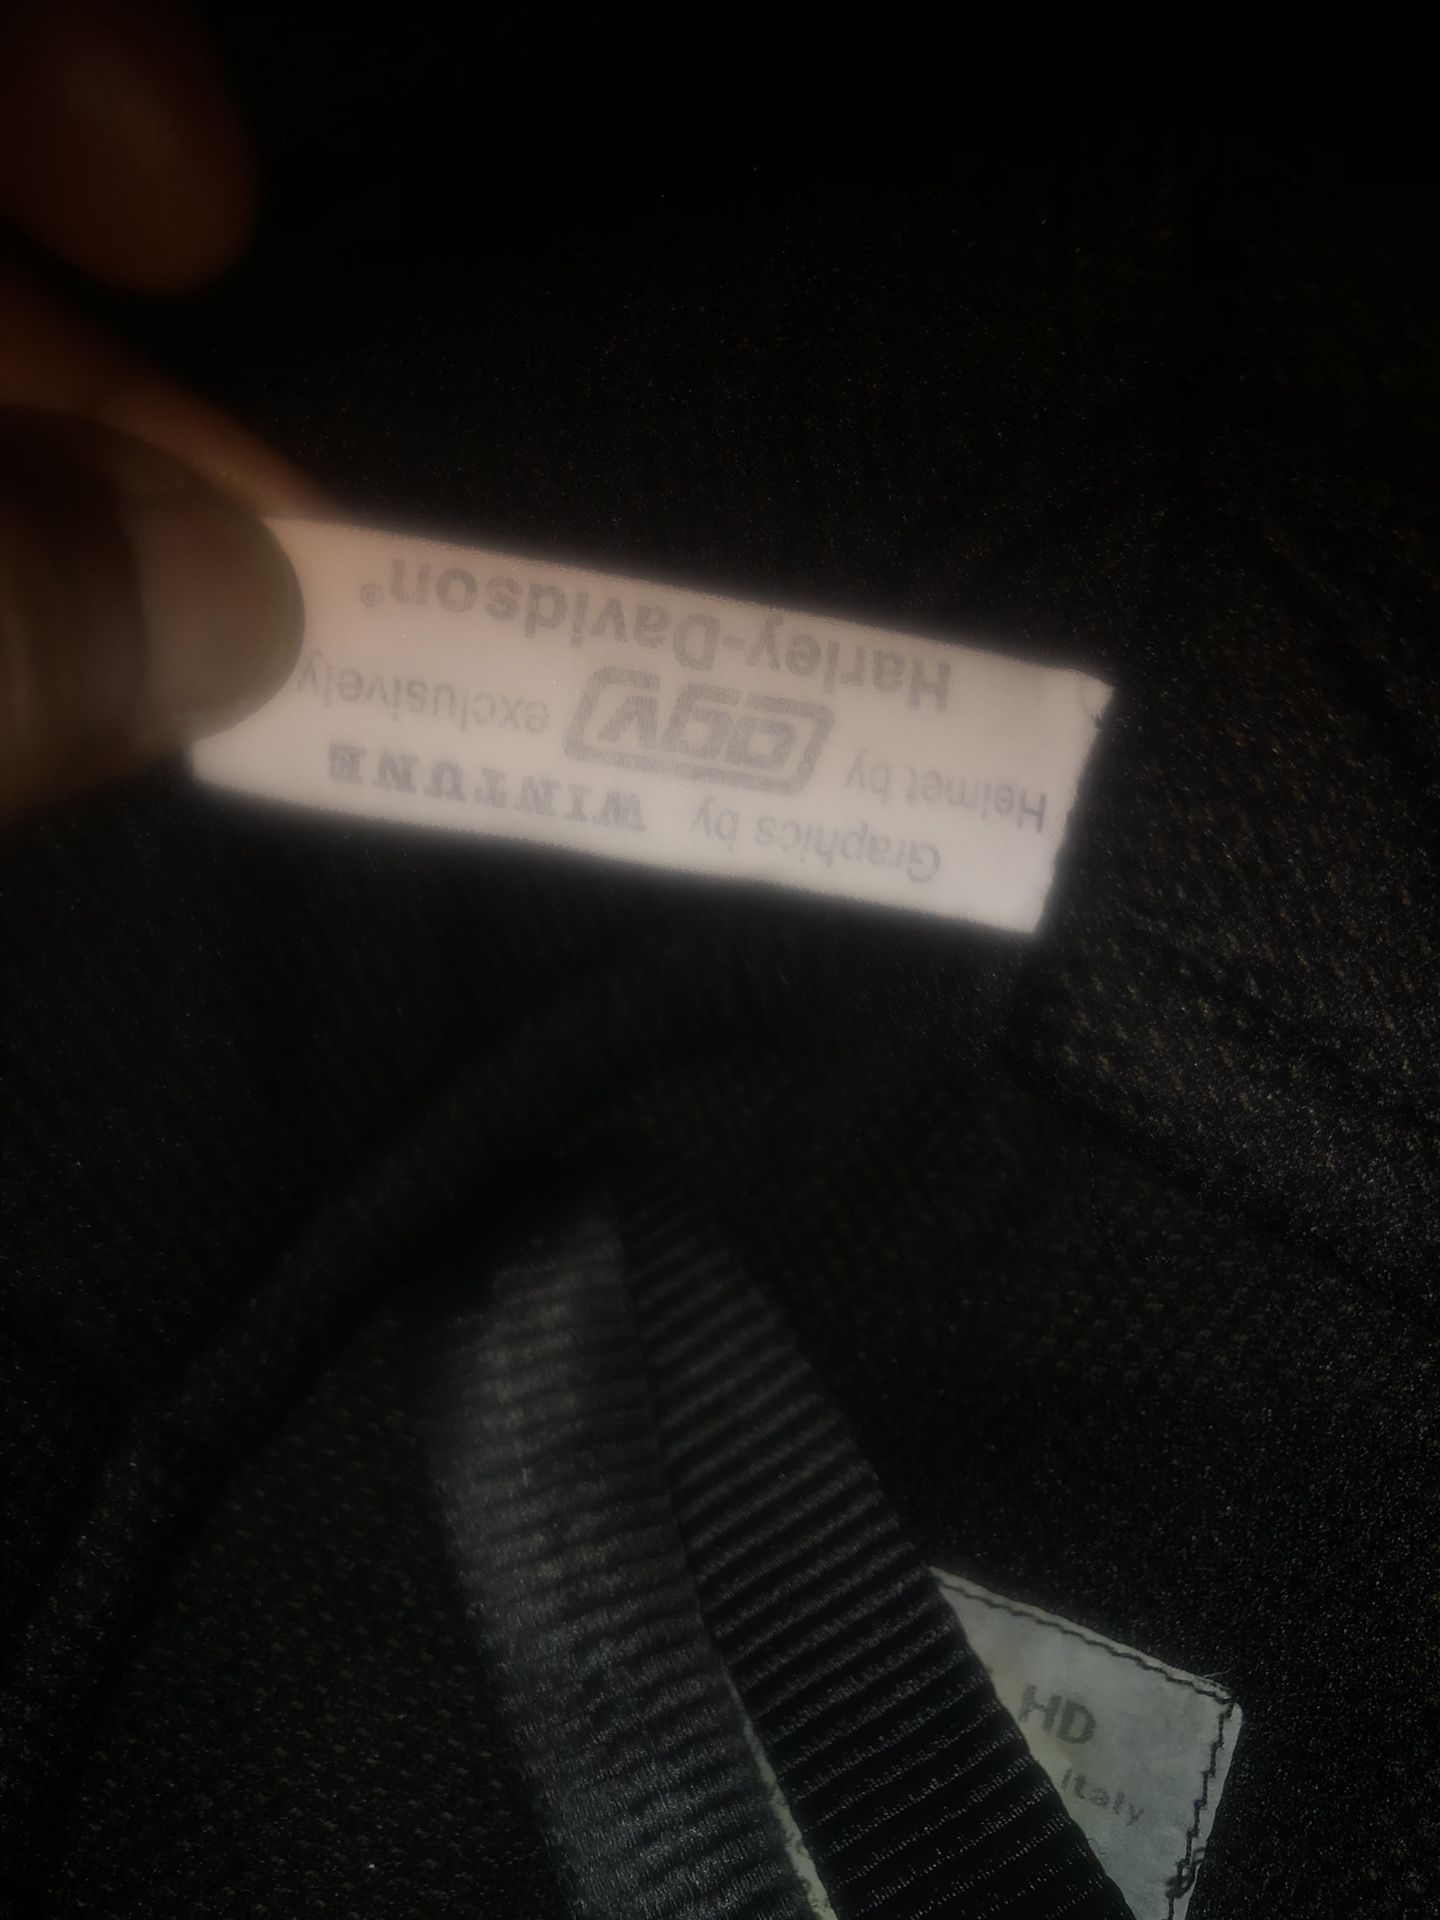 Graphics by WINTUNE
Helmet by agv exclusively
Harley-Davidson®
HD
Italy